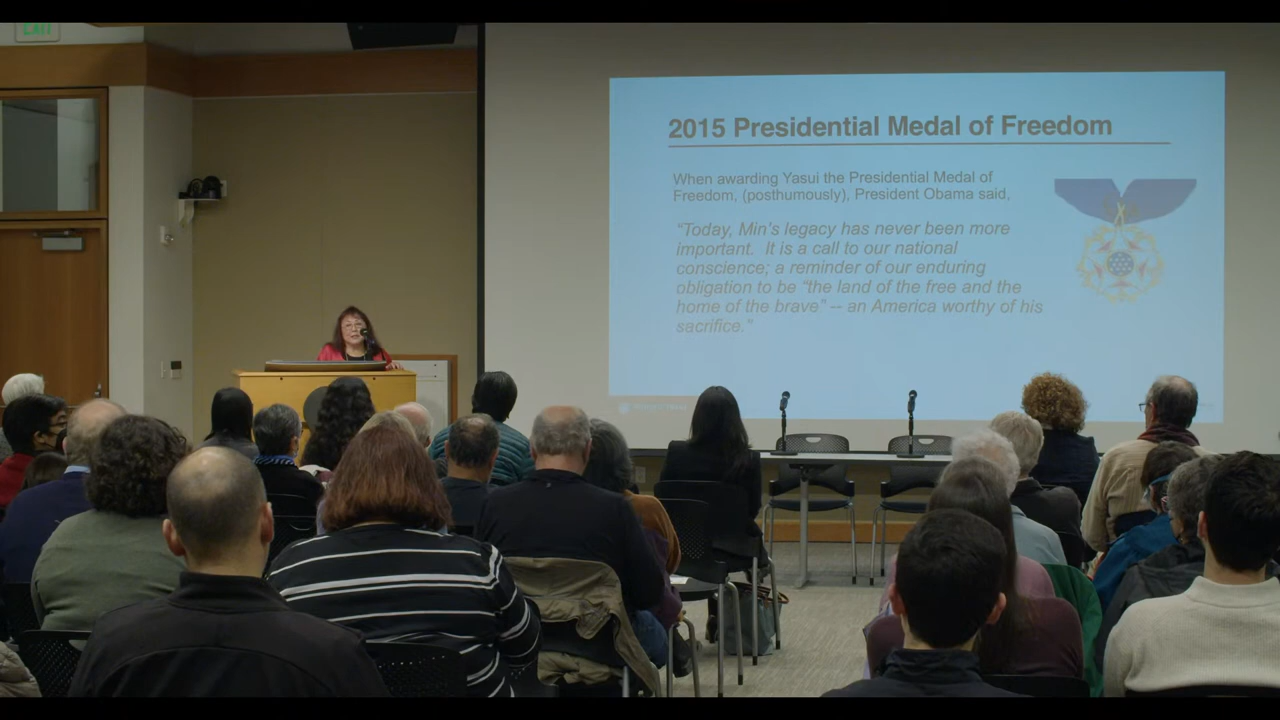 EXIT
2015 Presidential Medal of Freedom
When awarding Yasui the Presidential Medal of
Freedom, (posthumously), President Obama said,
“Today, Min’s legacy has never been more
important. It is a call to our national
conscience; a reminder of our enduring
obligation to be “the land of the free and the
home of the brave” -- an America worthy of his
sacrifice.”